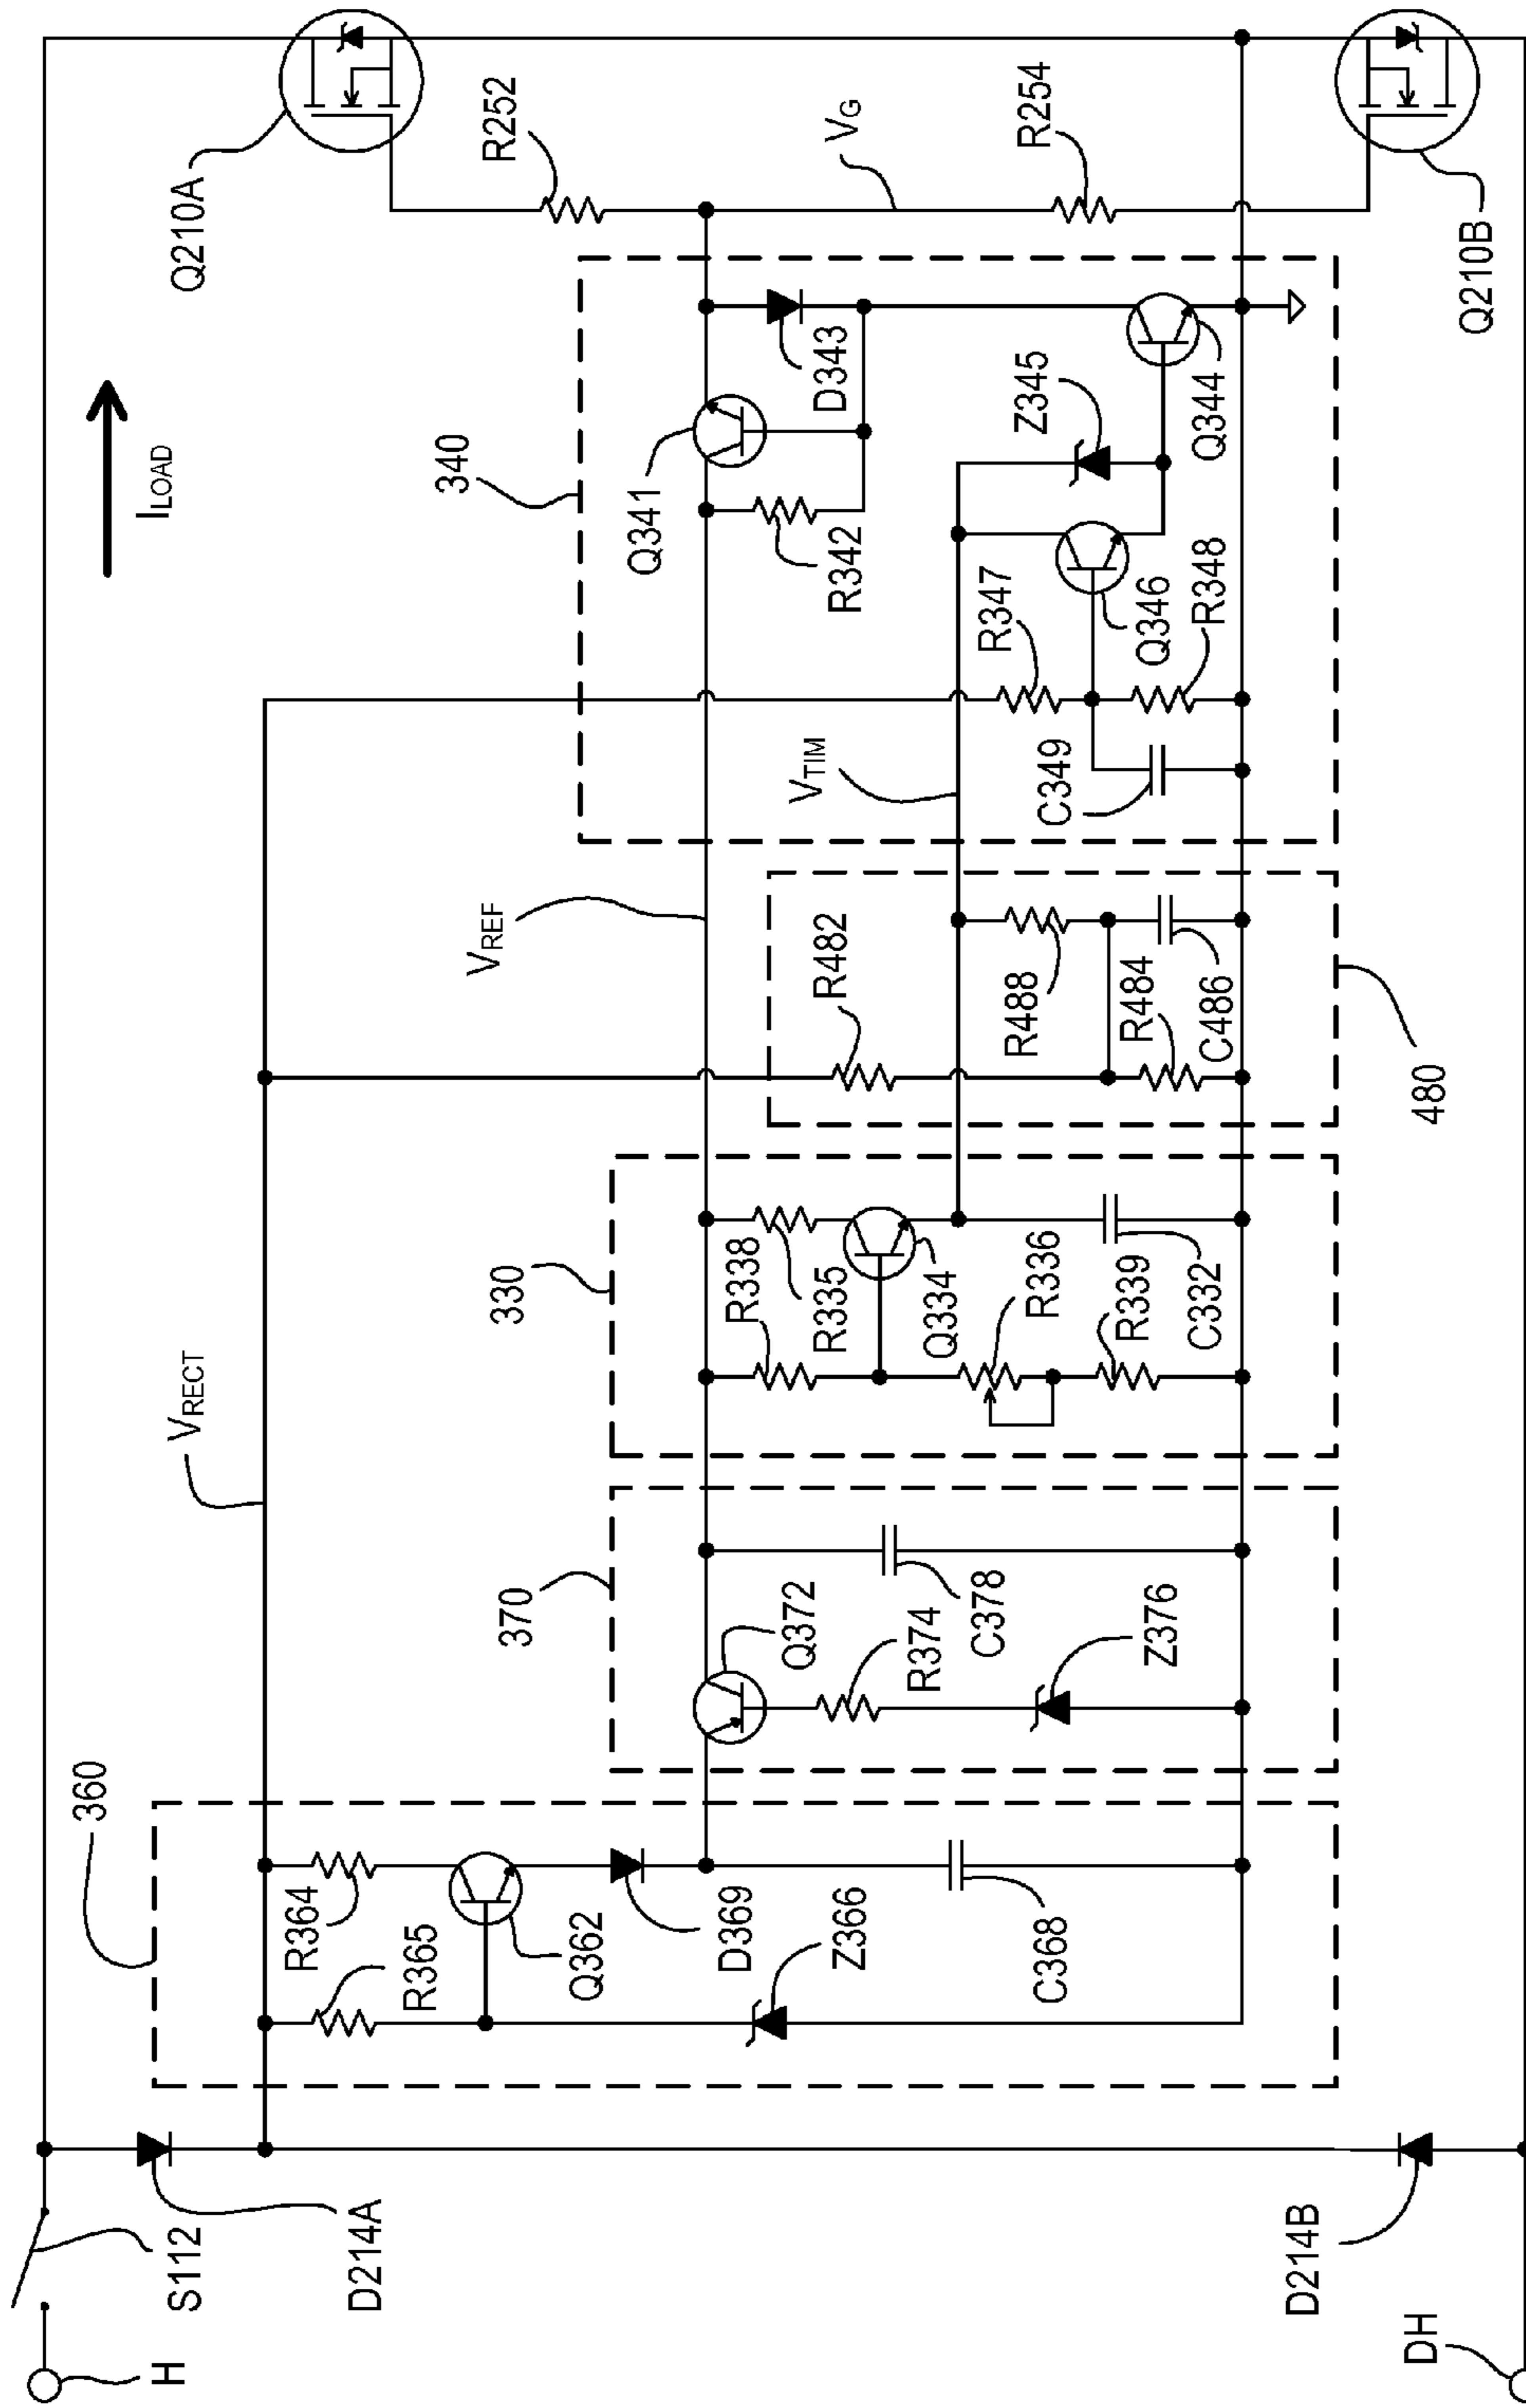 Q210A
R252
VG
R254
Q210B
ILOAD
340
Q341
D343
R342
Z345
Q344
R347
Q346
R348
VTIM
C349
VREF
R482
R488
R484
C486
480
330
R338
R335
Q334
R336
R339
C332
VRECT
370
Q372
R374
C378
Z376
360
R364
R365
Q362
D369
Z366
C368
S112
D214A
D214B
H
DH